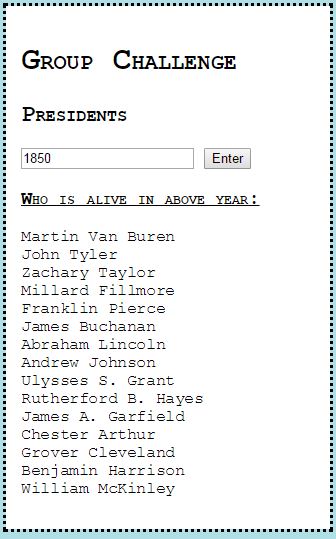 Group Challenge
Presidents
1850 Enter
Who is alive in above year:
Martin Van Buren
John Tyler
Zachary Taylor
Millard Fillmore
Franklin Pierce
James Buchanan
Abraham Lincoln
Andrew Johnson
Ulysses S. Grant
Rutherford B. Hayes
James A. Garfield
Chester Arthur
Grover Cleveland
Benjamin Harrison
William McKinley